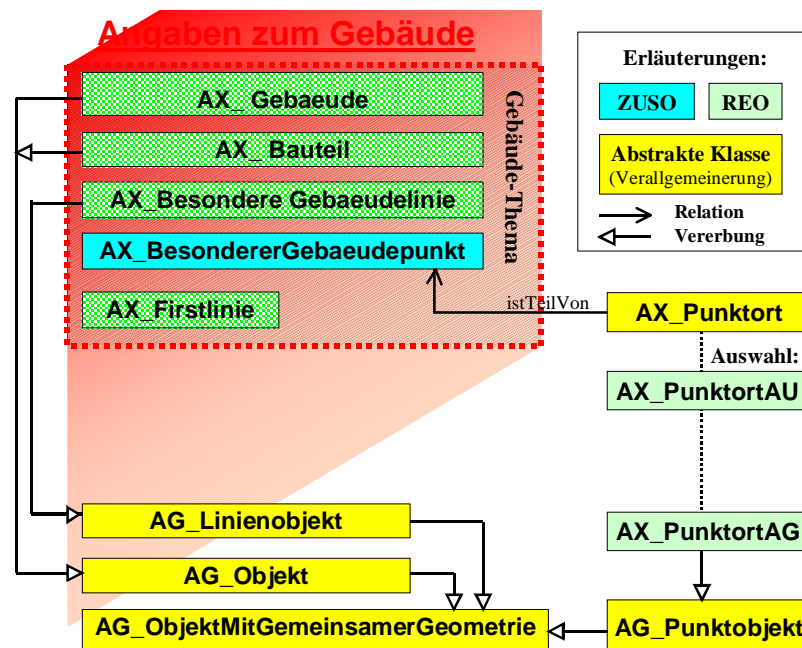 Angaben zum Gebäude
AX_ Gebaeude
AX_ Bauteil
AX_Besondere Gebaeudelinie
AX_BesondererGebaeudepunkt
AX_Firstlinie
Gebäude-Thema
Erläuterungen:
ZUSO
REO
Abstrakte Klasse
(Verallgemeinerung)
Relation
Vererbung
istTeilVon
AX_Punktort
Auswahl:
AX_PunktortAU
AX_PunktortAG
AG_Linienobjekt
AG_Objekt
AG_ObjektMitGemeinsamerGeometrie
AG_Punktobjekt